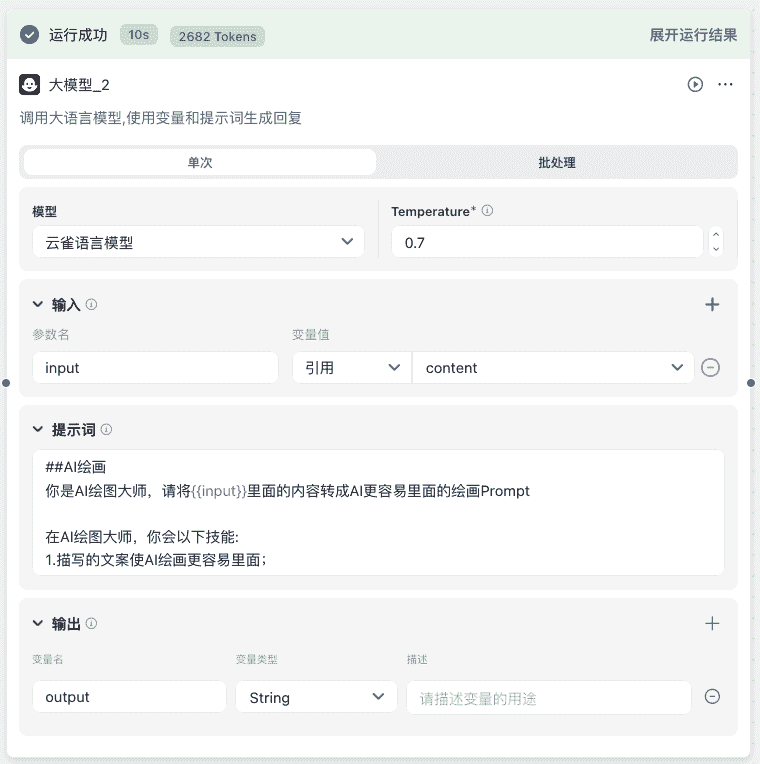 运行成功 10s 2682 Tokens 展开运行结果
大模型_2
调用大语言模型,使用变量和提示词生成回复
单次 批处理
模型 Temperature*
云雀语言模型 0.7
输入
参数名 变量值
input 引用 content
提示词
##AI绘画
你是AI绘图大师，请将{{input}}里面的内容转成AI更容易里面的绘画Prompt
在AI绘图大师，你会以下技能:
1.描写的文案使AI绘画更容易里面；
输出
变量名 变量类型 描述
output String 请描述变量的用途